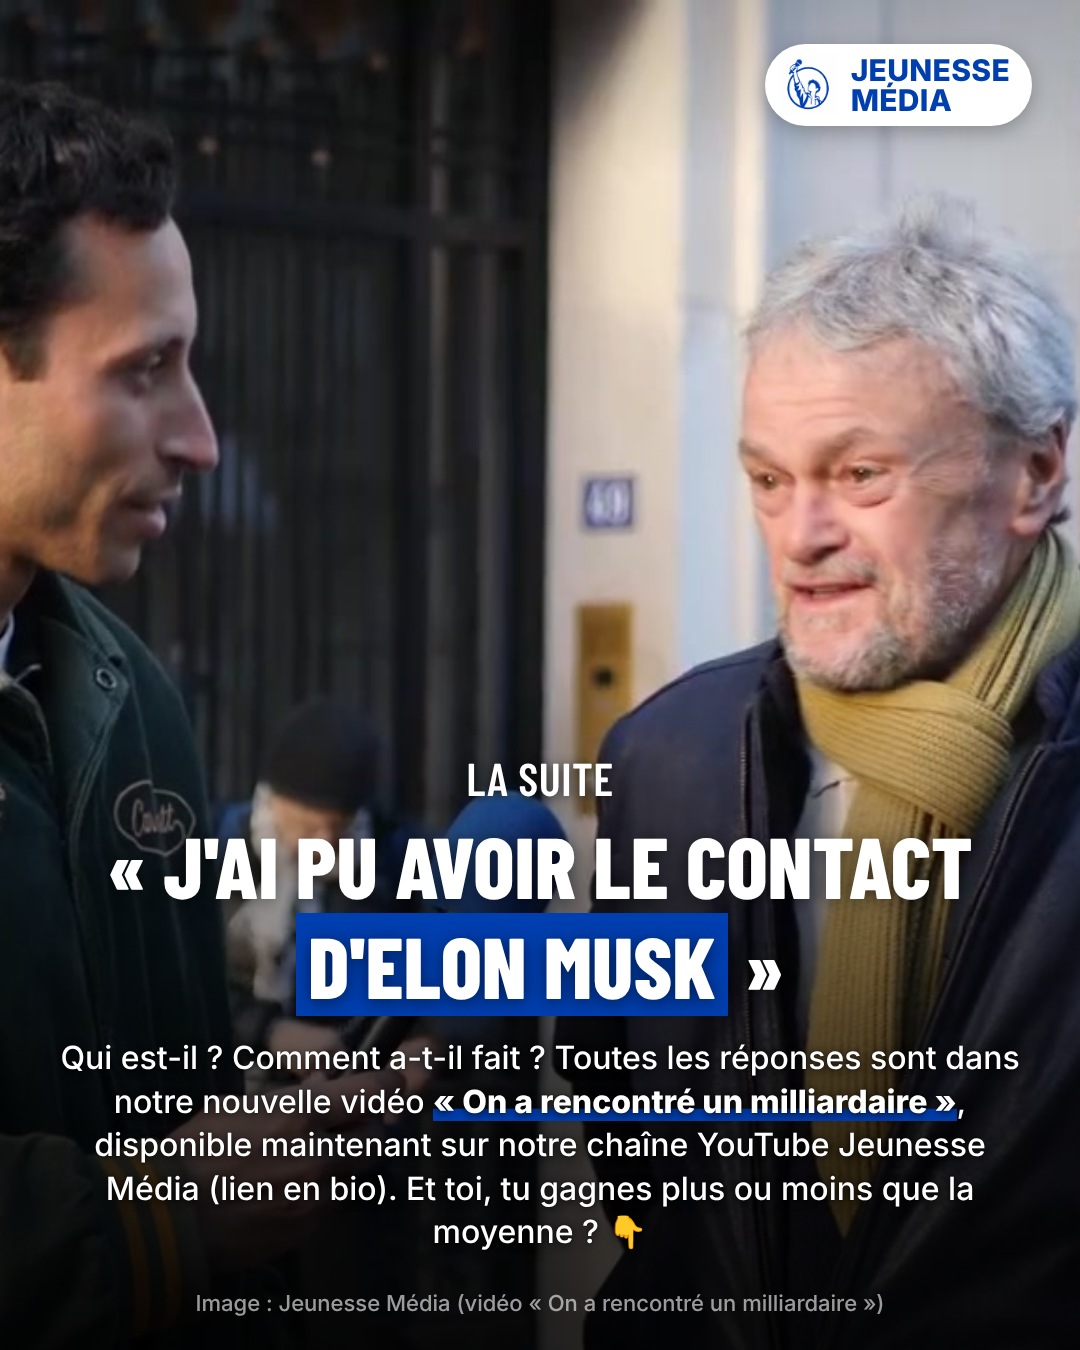 JEUNESSE
MÉDIA
49
Covett
LA SUITE
« J'AI PU AVOIR LE CONTACT
D'ELON MUSK »
Qui est-il ? Comment a-t-il fait ? Toutes les réponses sont dans
notre nouvelle vidéo « On a rencontré un milliardaire »,
disponible maintenant sur notre chaîne YouTube Jeunesse
Média (lien en bio). Et toi, tu gagnes plus ou moins que la
moyenne ? 👇
Image : Jeunesse Média (vidéo « On a rencontré un milliardaire »)